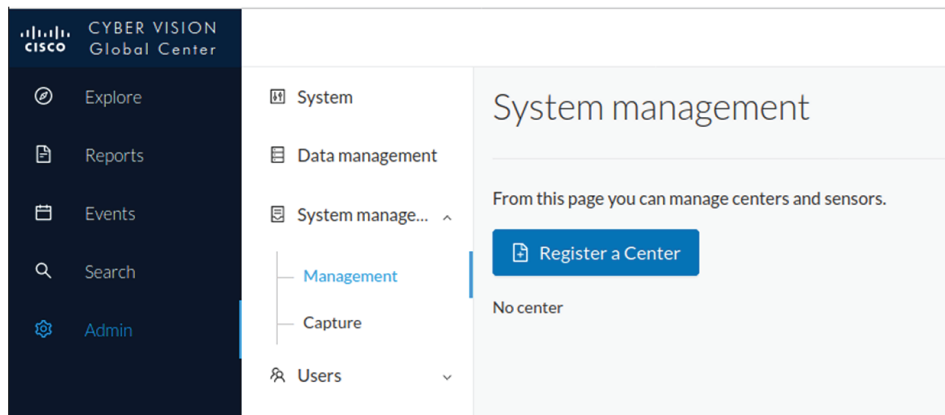 CISCO
CYBER VISION
Global Center
Explore
Reports
Events
Search
Admin
System
Data management
System manage...
Management
Capture
Users
System management
From this page you can manage centers and sensors.
Register a Center
No center